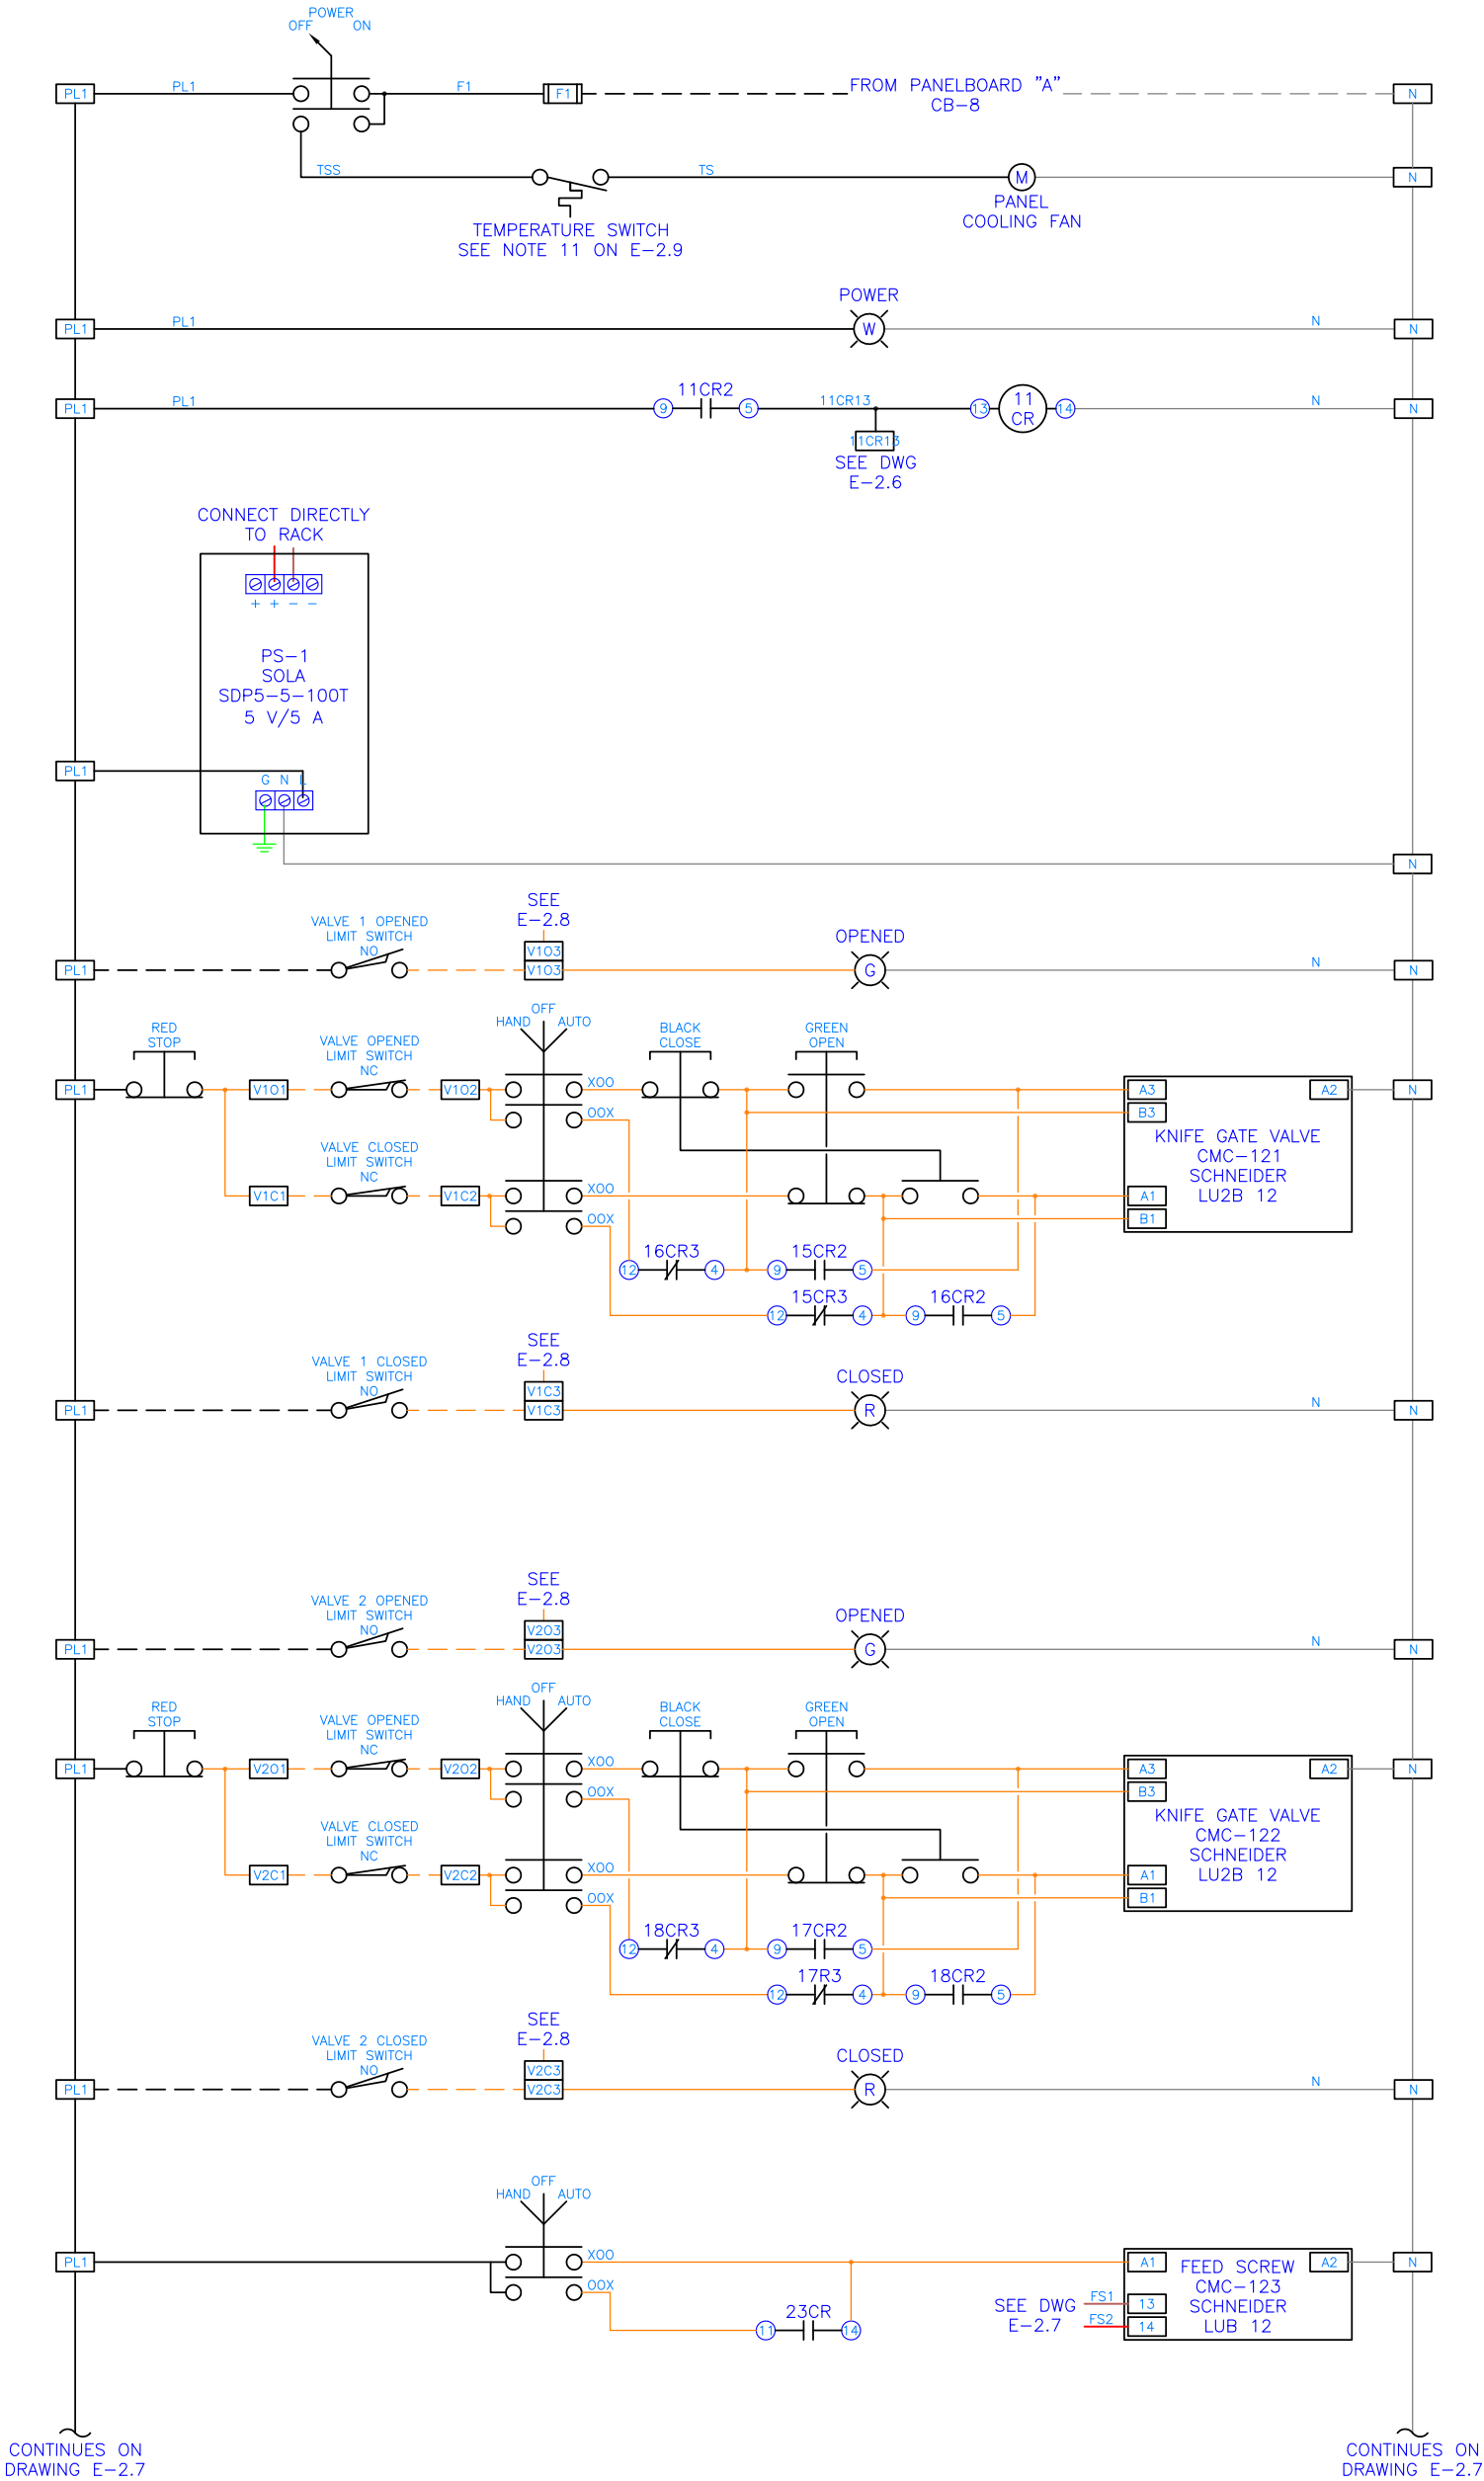 POWER
OFF ON
PL1 PL1 F1 F1 FROM PANELBOARD "A" N
CB-8
TSS TS M N
PANEL
COOLING FAN
TEMPERATURE SWITCH
SEE NOTE 11 ON E-2.9
POWER
PL1 PL1 W N N
11CR2
PL1 PL1 9 5 11CR13 13 11 14 N N
CR
11CR13
SEE DWG
E-2.6
CONNECT DIRECTLY
TO RACK
+ + - -
PS-1
SOLA
SDP5-5-100T
5 V/5 A
PL1
G N L
N
SEE
E-2.8
VALVE 1 OPENED
LIMIT SWITCH
NO
OPENED
V1O3
PL1 V1O3 G N N
OFF
HAND AUTO
RED
STOP
VALVE OPENED
LIMIT SWITCH
NC
BLACK
CLOSE
GREEN
OPEN
PL1 V1O1 V1O2 XOO A3 A2 N
OOX B3
KNIFE GATE VALVE
CMC-121
SCHNEIDER
LU2B 12
VALVE CLOSED
LIMIT SWITCH
NC
V1C1 V1C2 XOO A1
OOX B1
16CR3 15CR2
12 4 9 5
15CR3 16CR2
12 4 9 5
SEE
E-2.8
VALVE 1 CLOSED
LIMIT SWITCH
NO
CLOSED
V1C3
PL1 V1C3 R N N
SEE
E-2.8
VALVE 2 OPENED
LIMIT SWITCH
NO
OPENED
V2O3
PL1 V2O3 G N N
OFF
HAND AUTO
RED
STOP
VALVE OPENED
LIMIT SWITCH
NC
BLACK
CLOSE
GREEN
OPEN
PL1 V2O1 V2O2 XOO A3 A2 N
OOX B3
KNIFE GATE VALVE
CMC-122
SCHNEIDER
LU2B 12
VALVE CLOSED
LIMIT SWITCH
NC
V2C1 V2C2 XOO A1
OOX B1
18CR3 17CR2
12 4 9 5
17R3 18CR2
12 4 9 5
SEE
E-2.8
VALVE 2 CLOSED
LIMIT SWITCH
NO
CLOSED
V2C3
PL1 V2C3 R N N
OFF
HAND AUTO
PL1 XOO A1 A2 N
OOX
FEED SCREW
CMC-123
SCHNEIDER
LUB 12
SEE DWG
E-2.7
FS1 13
FS2 14
23CR
11 14
CONTINUES ON
DRAWING E-2.7
CONTINUES ON
DRAWING E-2.7